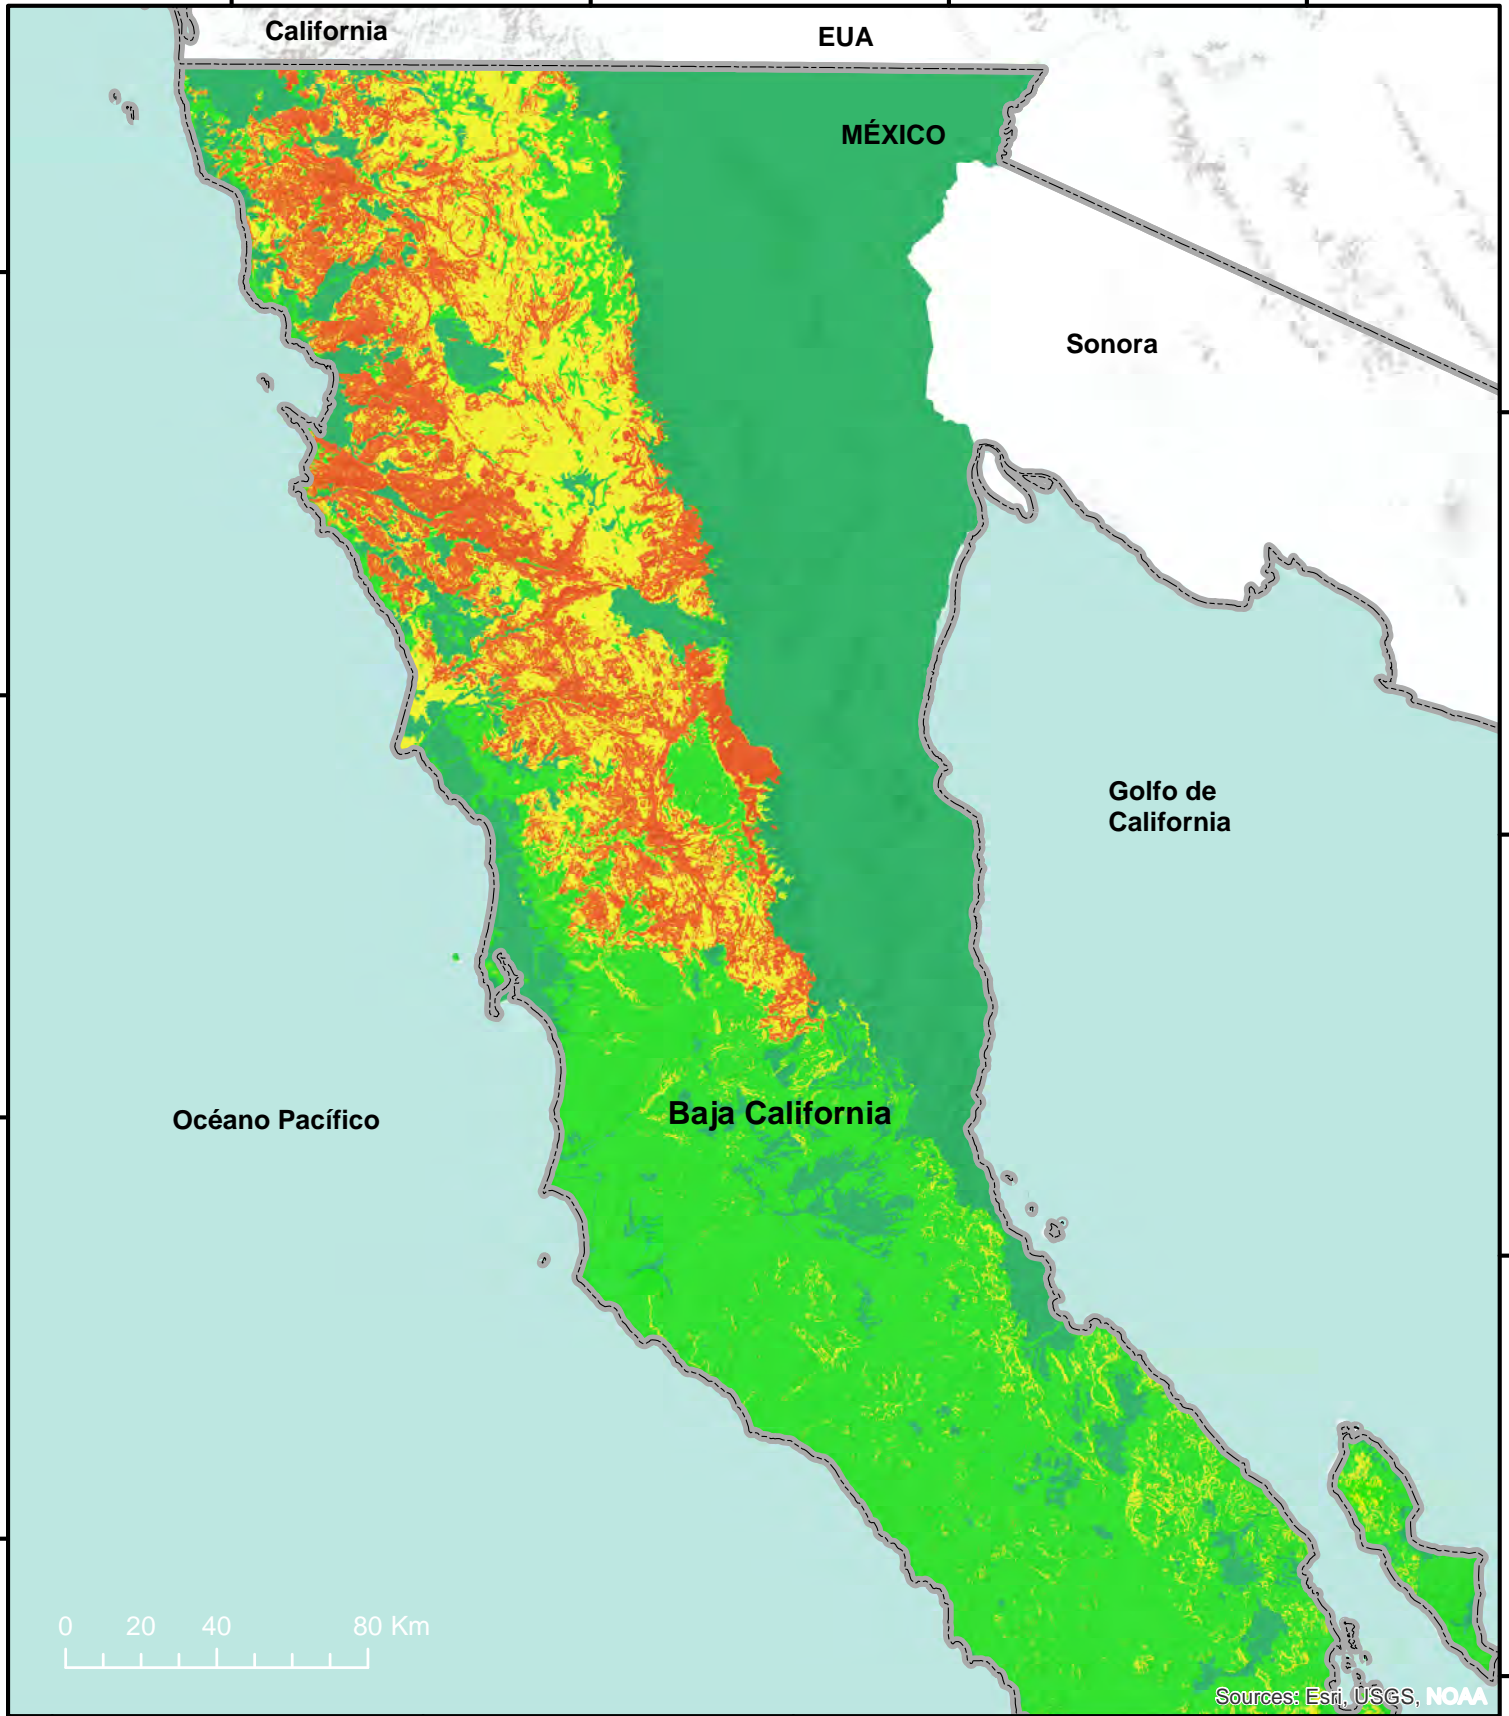 California
EUA
MÉXICO
Sonora
Golfo de
California
Océano Pacífico
Baja California
0 20 40 80 Km
Sources: Esri, USGS, NOAA